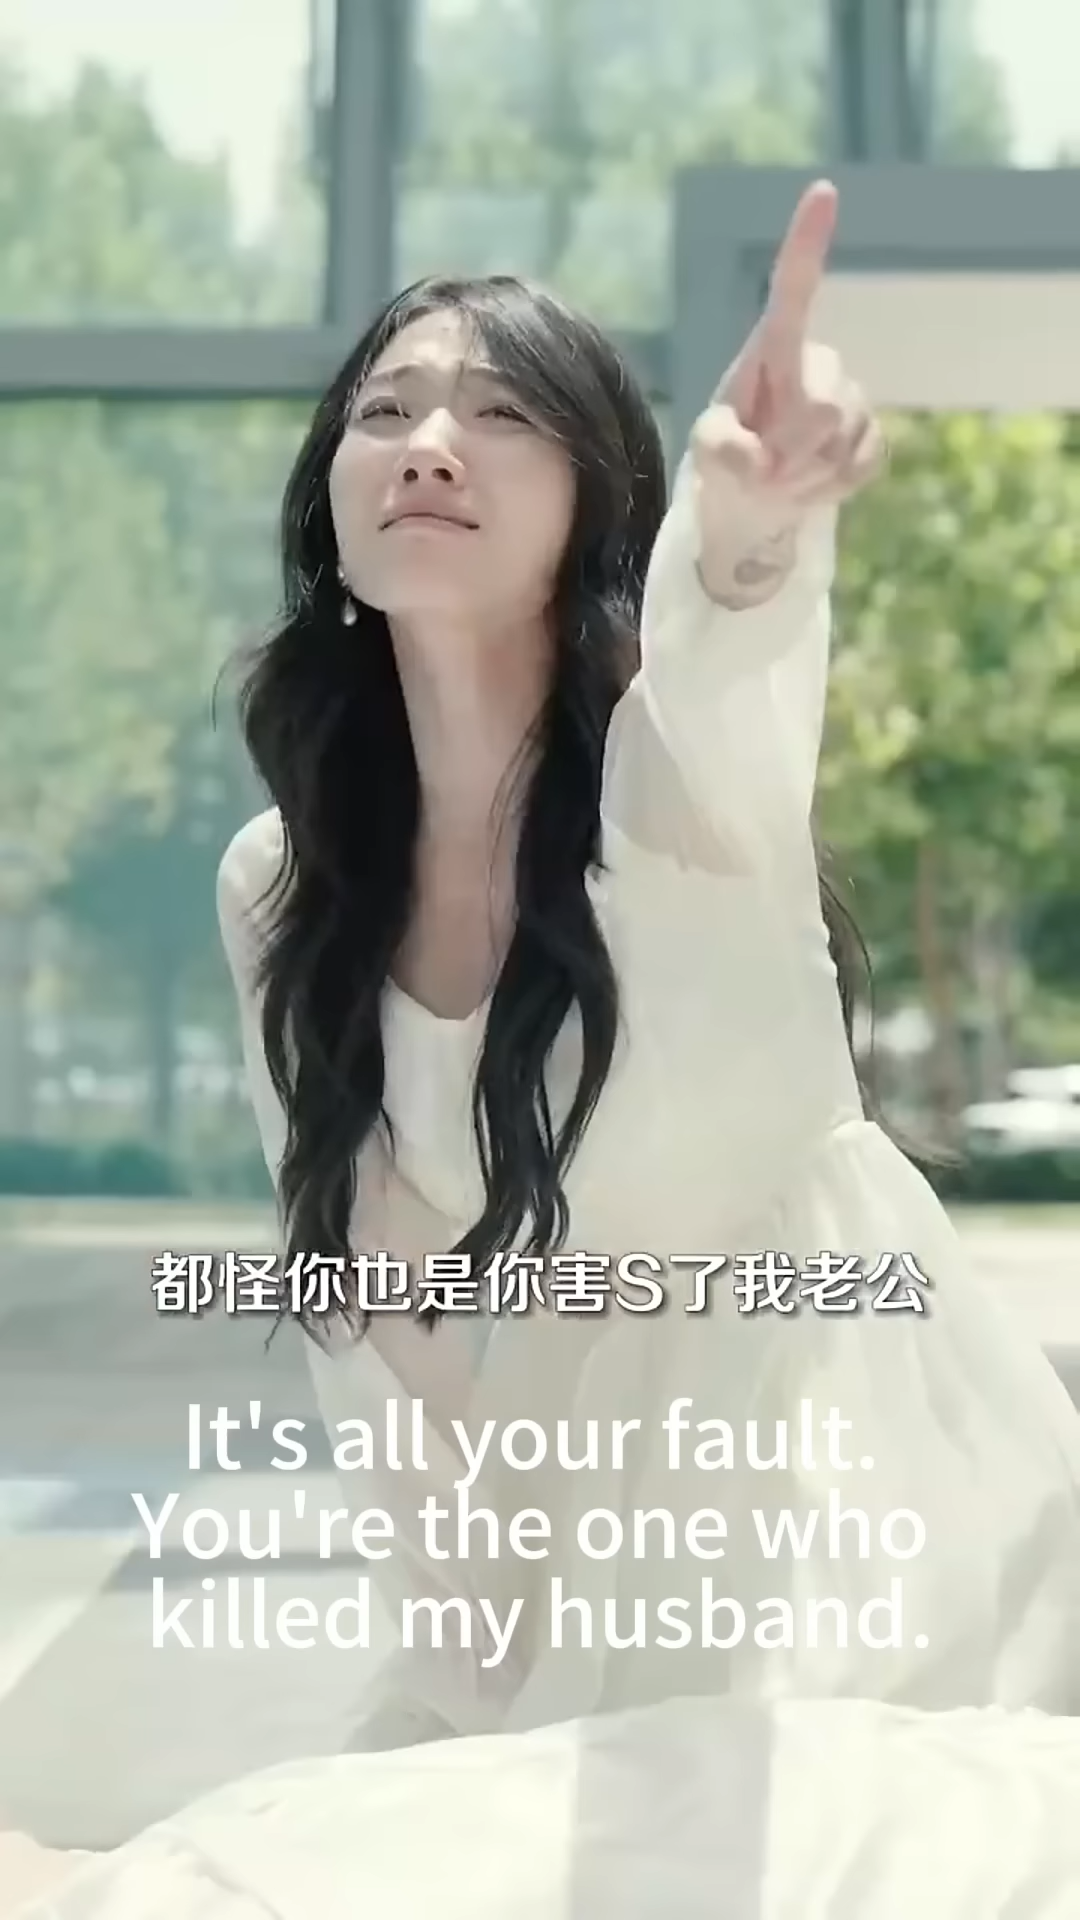 都怪你也是你害S了我老公
It's all your fault.
You're the one who
killed my husband.